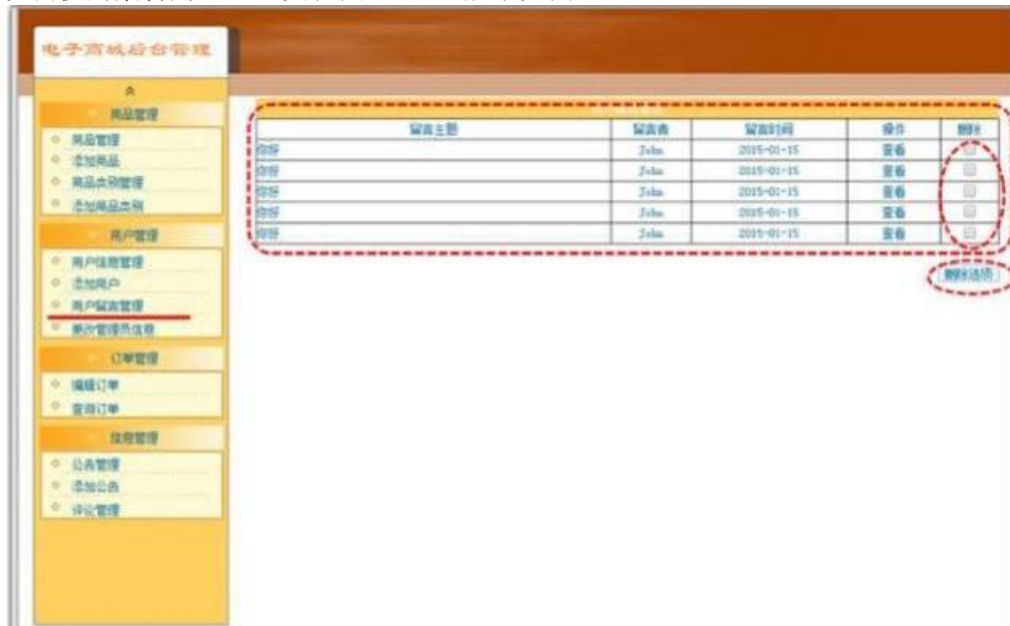 电子商城后台管理
商品管理
商品管理
添加商品
商品类别管理
添加商品类别
用户管理
用户信息管理
添加用户
用户留言管理
更改管理员信息
订单管理
编辑订单
查询订单
信息管理
公告管理
添加公告
评论管理
留言主题 留言者 留言时间 操作 删除
你好 John 2015-01-15 查看
你好 John 2015-01-15 查看
你好 John 2015-01-15 查看
你好 John 2015-01-15 查看
你好 John 2015-01-15 查看
删除选项